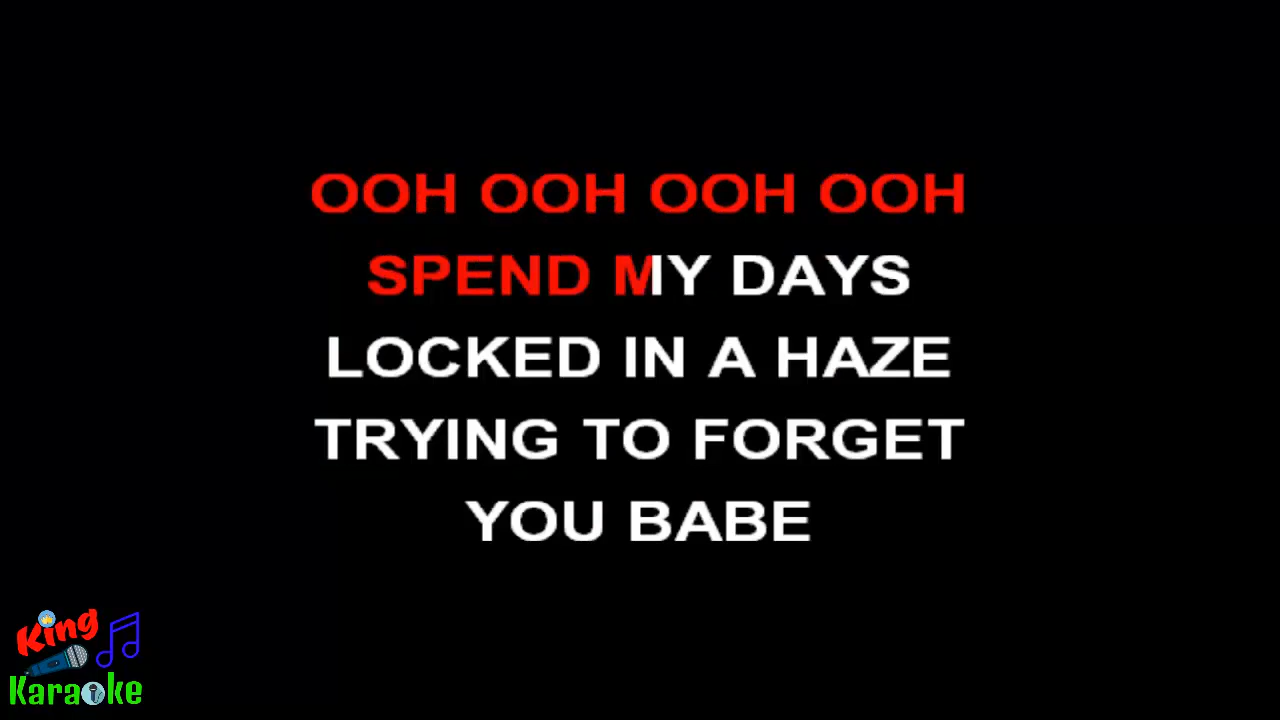 OOH OOH OOH OOH
SPEND MY DAYS
LOCKED IN A HAZE
TRYING TO FORGET
YOU BABE
King
Karaoke